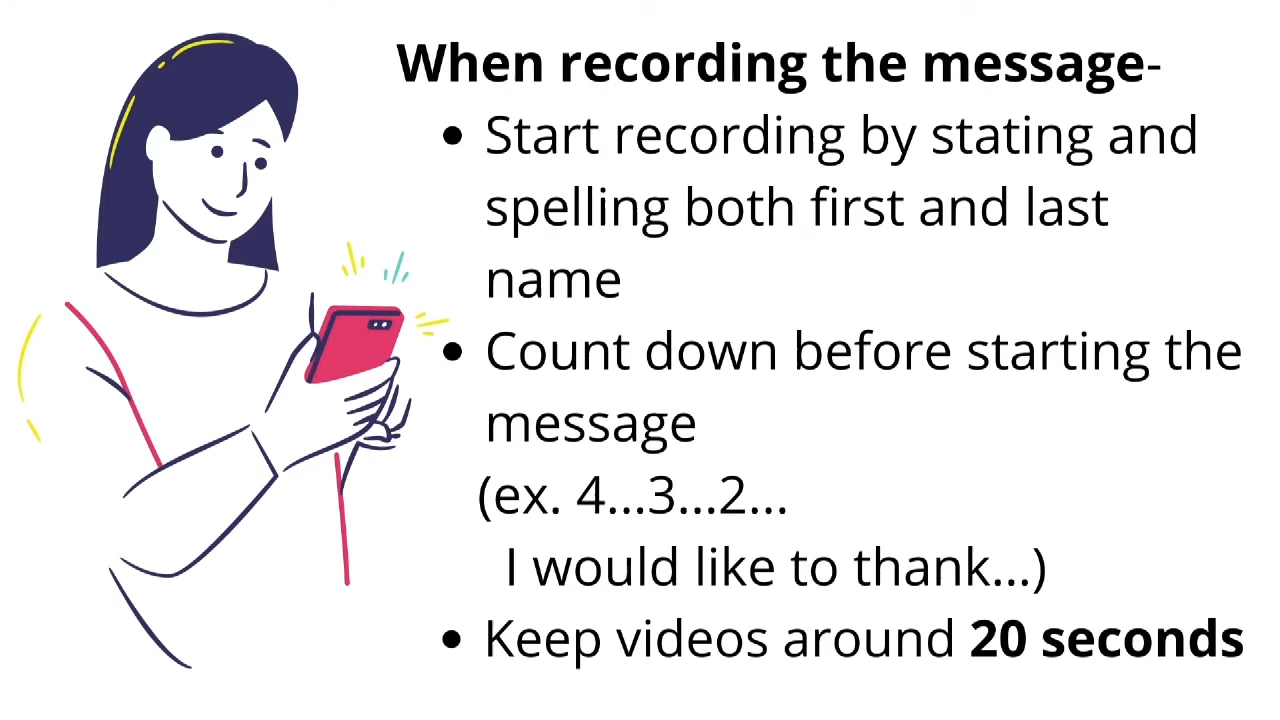 When recording the message-
• Start recording by stating and
spelling both first and last
name
• Count down before starting the
message
(ex. 4...3...2...
I would like to thank...)
• Keep videos around 20 seconds